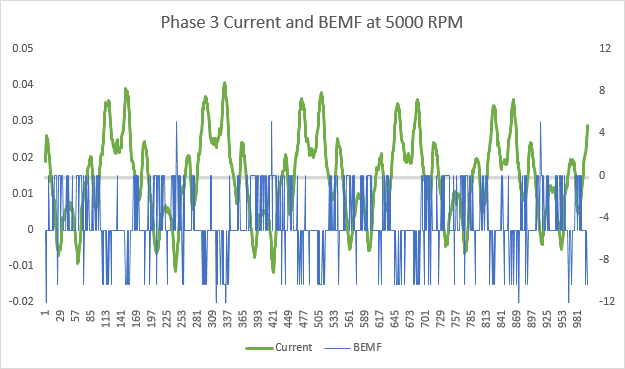 Phase 3 Current and BEMF at 5000 RPM
0.05 12
0.04 8
0.03 4
0.02 0
0.01 -4
0 -8
-0.01
-0.02 -12
1 29 57 85 113 141 169 197 225 253 281 309 337 365 393 421 449 477 505 533 561 589 617 645 673 701 729 757 785 813 841 869 897 925 953 981
Current BEMF